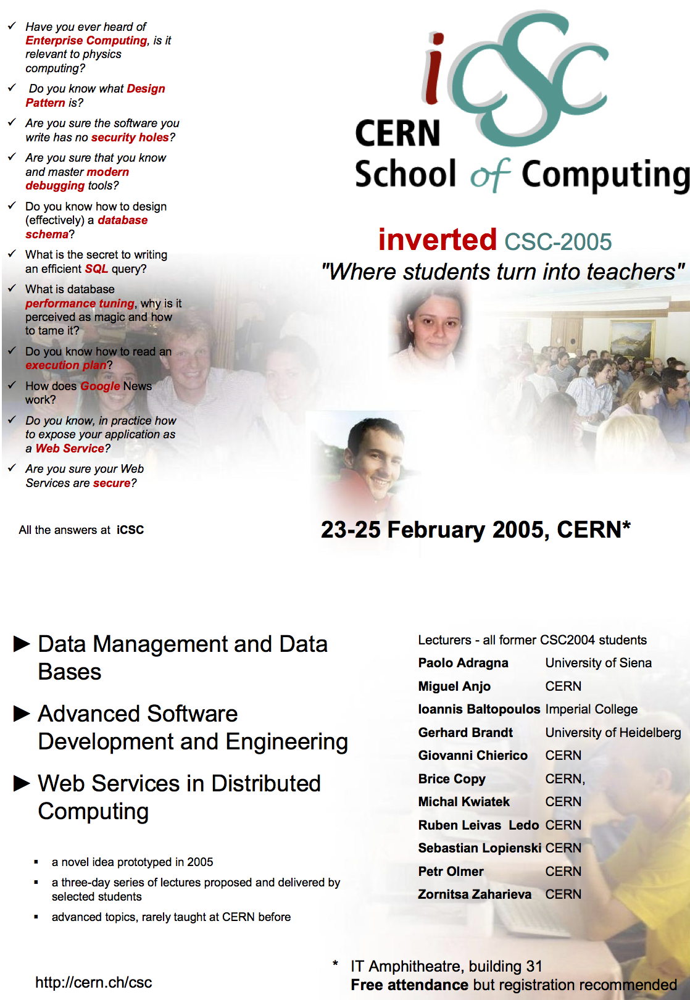 ✓ Have you ever heard of
Enterprise Computing, is it
relevant to physics
computing?
✓ Do you know what Design
Pattern is?
✓ Are you sure the software you
write has no security holes?
✓ Are you sure that you know
and master modern
debugging tools?
✓ Do you know how to design
(effectively) a database
schema?
✓ What is the secret to writing
an efficient SQL query?
✓ What is database
performance tuning, why is it
perceived as magic and how
to tame it?
✓ Do you know how to read an
execution plan?
✓ How does Google News
work?
✓ Do you know, in practice how
to expose your application as
a Web Service?
✓ Are you sure your Web
Services are secure?
All the answers at iCSC
iCSC
CERN
School of Computing
inverted CSC-2005
"Where students turn into teachers"
23-25 February 2005, CERN*
► Data Management and Data
Bases
► Advanced Software
Development and Engineering
► Web Services in Distributed
Computing
▪ a novel idea prototyped in 2005
▪ a three-day series of lectures proposed and delivered by
selected students
▪ advanced topics, rarely taught at CERN before
http://cern.ch/csc
Lecturers - all former CSC2004 students
Paolo Adragna University of Siena
Miguel Anjo CERN
Ioannis Baltopoulos Imperial College
Gerhard Brandt University of Heidelberg
Giovanni Chierico CERN
Brice Copy CERN,
Michal Kwiatek CERN
Ruben Leivas Ledo CERN
Sebastian Lopienski CERN
Petr Olmer CERN
Zornitsa Zaharieva CERN
* IT Amphitheatre, building 31
Free attendance but registration recommended